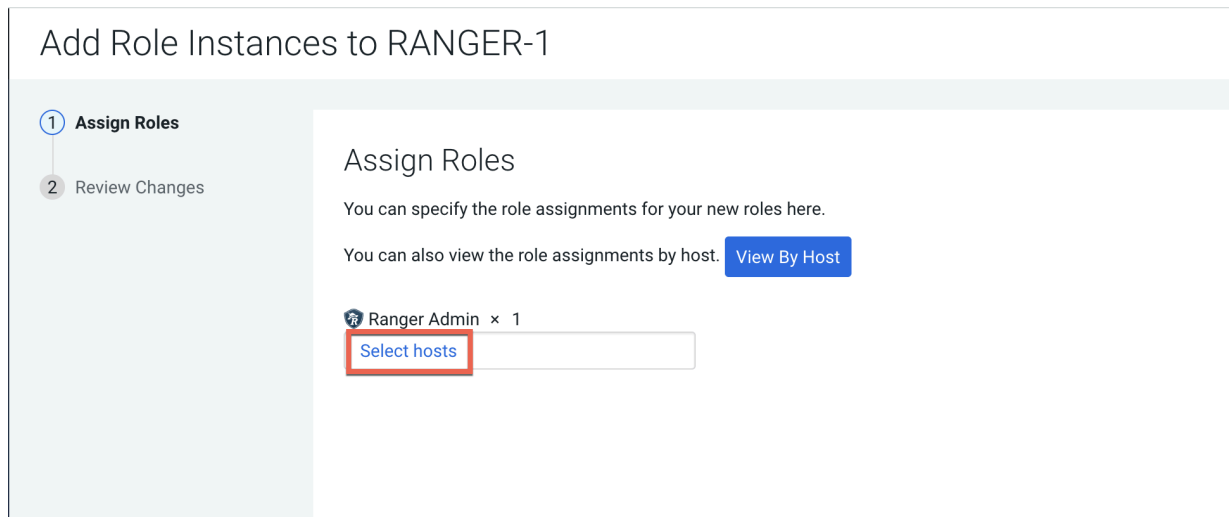 Add Role Instances to RANGER-1
1 Assign Roles
2 Review Changes
Assign Roles
You can specify the role assignments for your new roles here.
You can also view the role assignments by host. View By Host
Ranger Admin × 1
Select hosts